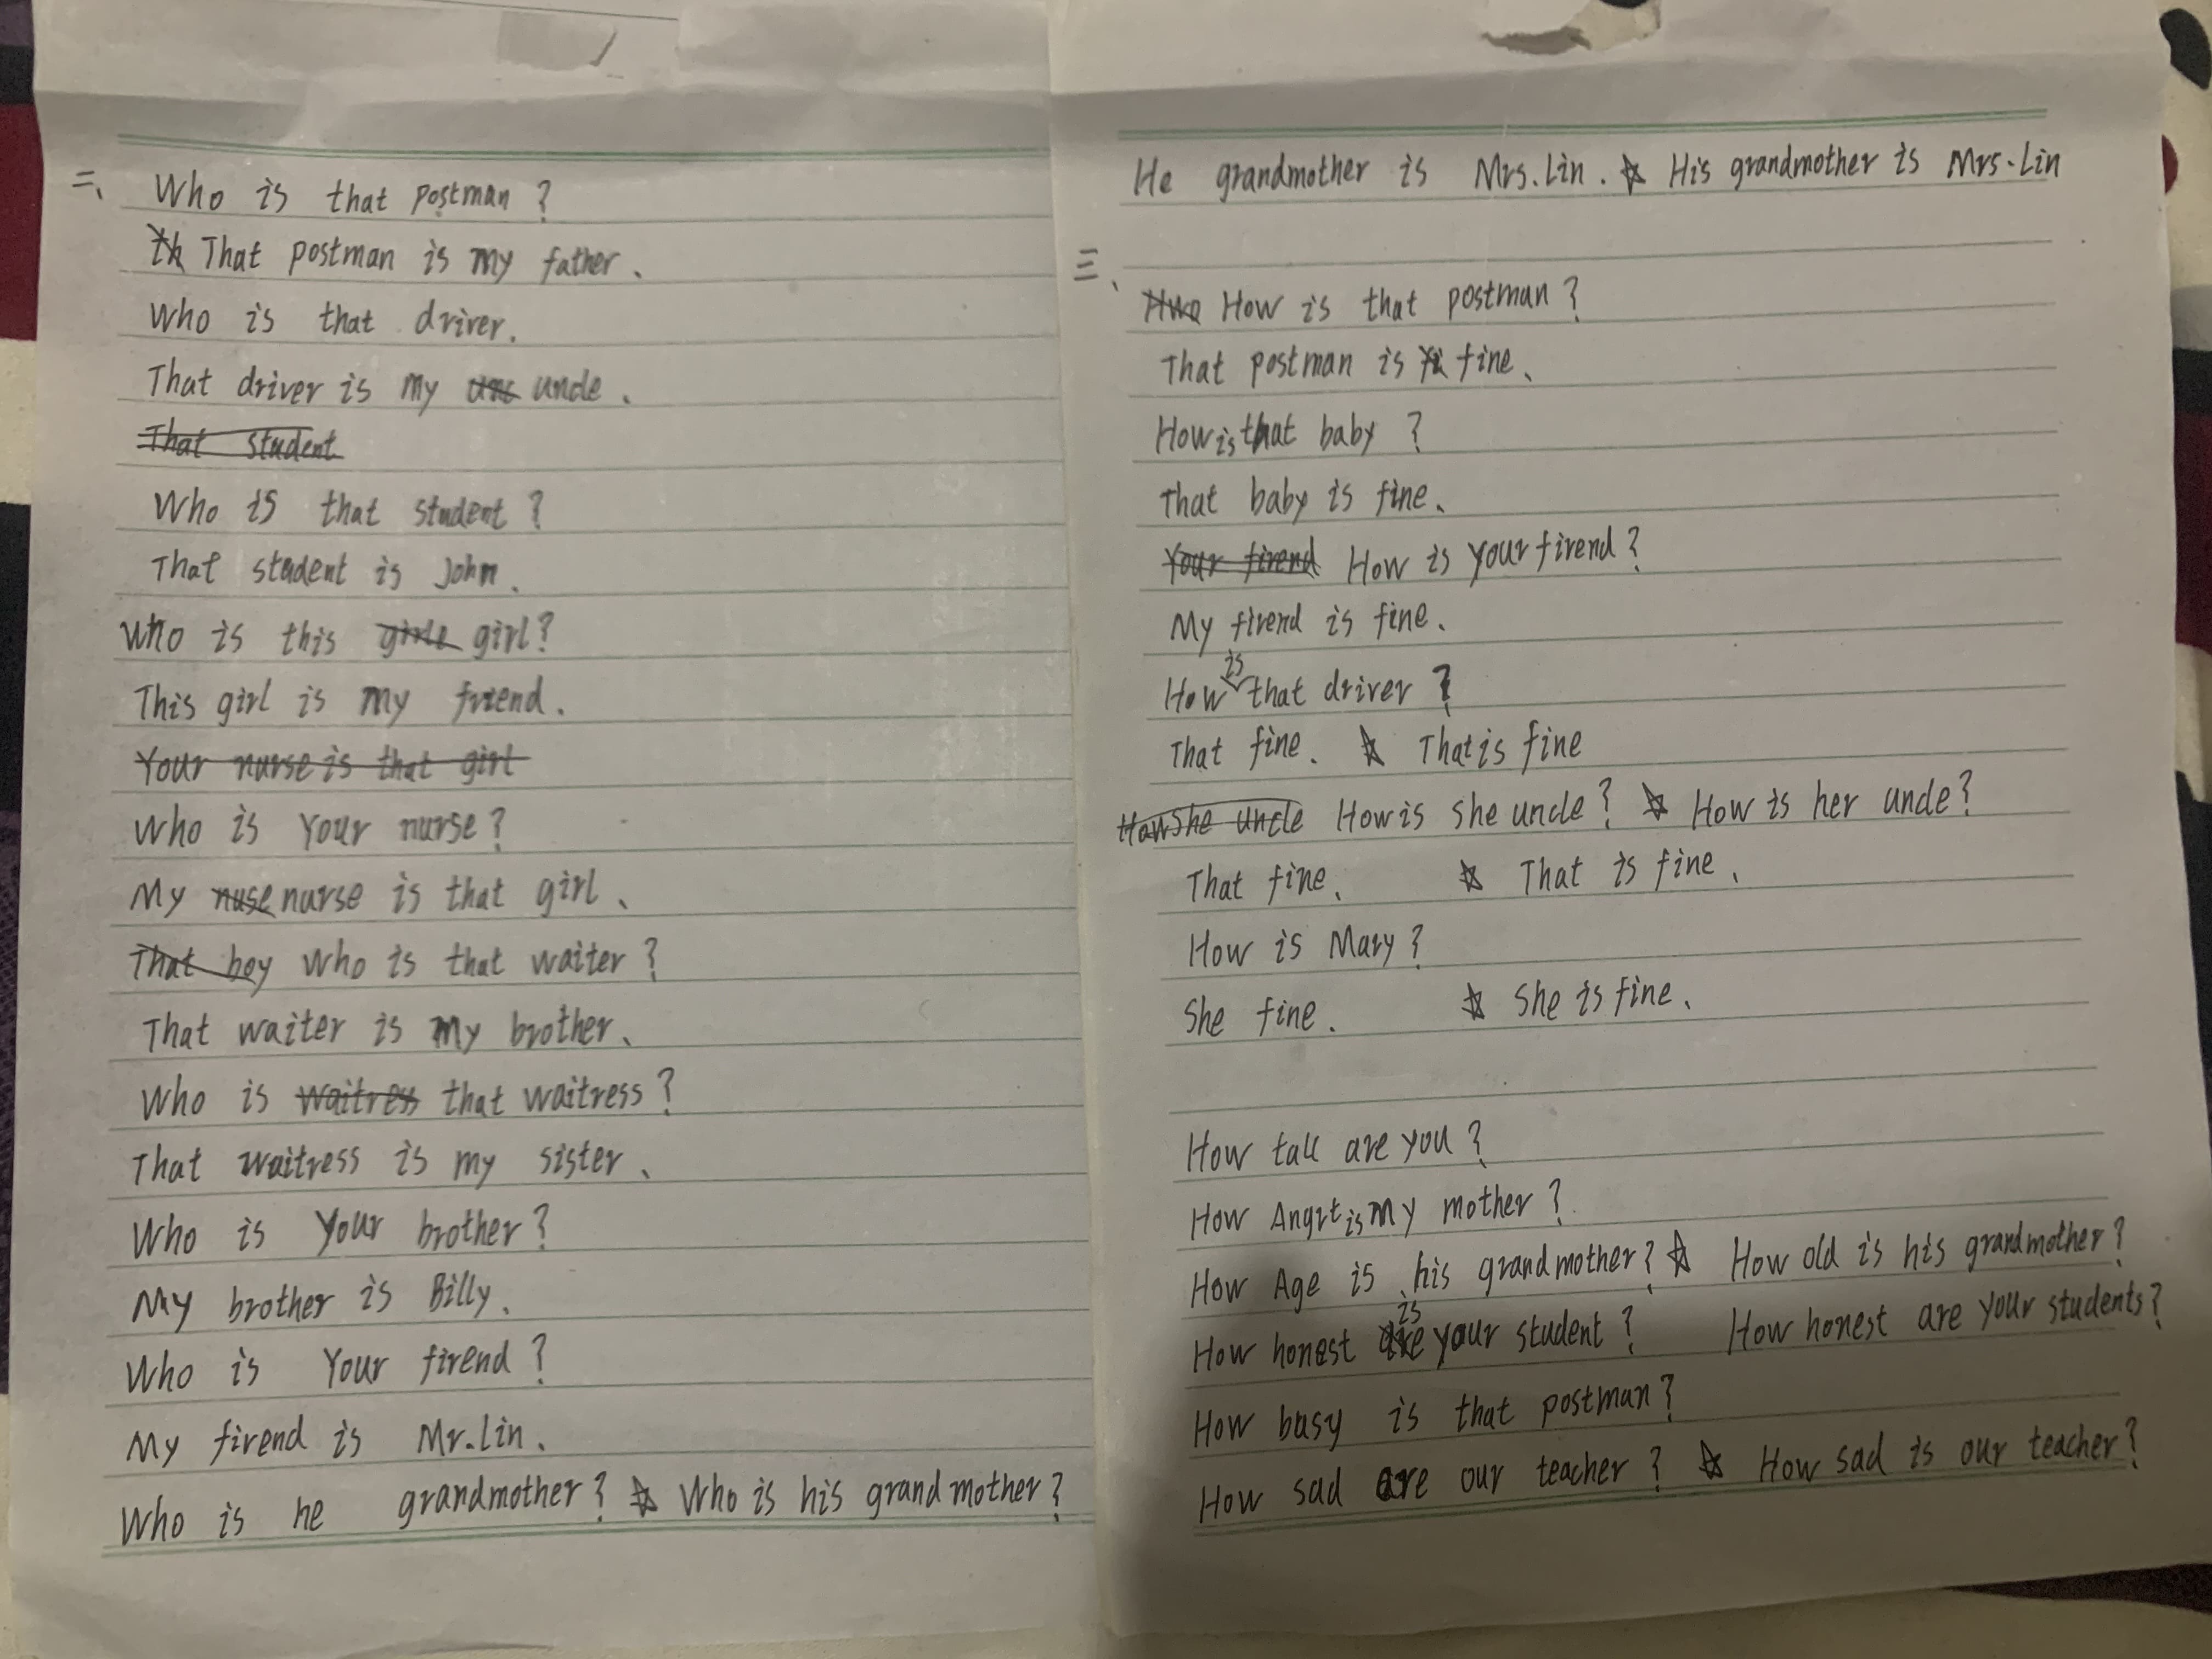 二、 Who is that postman ?
That postman is my father .
Who is that driver.
That driver is my uncle .
That student
Who is that student ?
That student is John .
Who is this girl?
This girl is my friend .
Your nurse is that girl
Who is Your nurse ?
My nuse nurse is that girl .
That boy Who is that waiter ?
That waiter is my brother .
Who is waitress that waitress ?
That waitress is my sister .
Who is Your brother ?
My brother is Billy .
Who is Your firend ?
My firend is Mr.Lin .
Who is he grandmother? ☆ Who is his grandmother?
He grandmother is Mrs.Lin . ☆ His grandmother is Mrs.Lin
三、
Hwo How is that postman ?
That postman is fine .
How is that baby ?
That baby is fine .
Your firend How is your firend ?
My firend is fine .
How is that driver ?
That fine . ☆ That is fine
How She uncle How is she uncle ? ☆ How is her uncle ?
That fine . ☆ That is fine .
How is Mary ?
She fine . ☆ She is fine .
How tall are you ?
How is my mother ?
How Age is his grandmother? ☆ How old is his grandmother?
How honest are is your student ? How honest are your students?
How busy is that postman ?
How sad are our teacher ? ☆ How sad is our teacher?